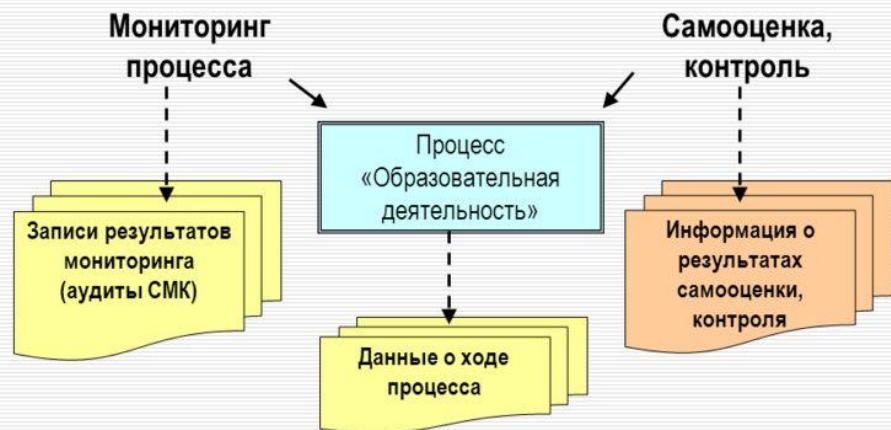 Мониторинг
процесса
Самооценка,
контроль
Процесс
«Образовательная
деятельность»
Записи результатов
мониторинга
(аудиты СМК)
Информация о
результатах
самооценки,
контроля
Данные о ходе
процесса